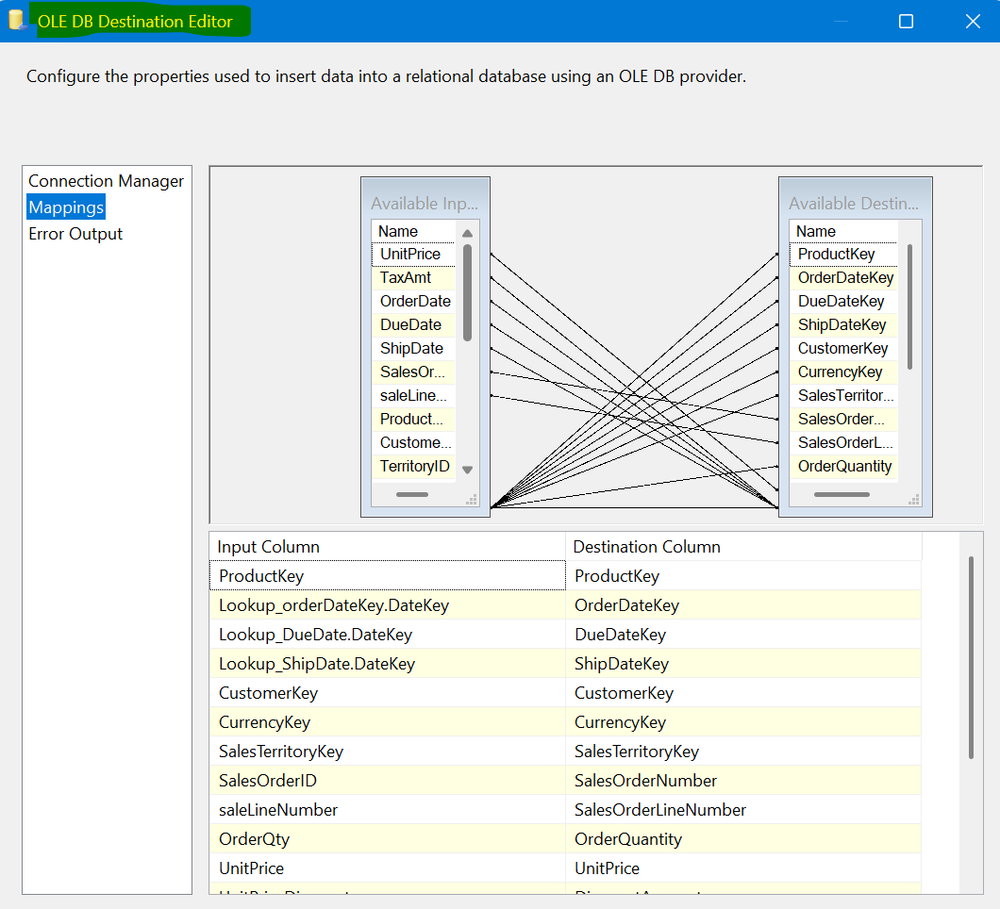 OLE DB Destination Editor
Configure the properties used to insert data into a relational database using an OLE DB provider.
Connection Manager
Mappings
Error Output
Available Inp...
Name
UnitPrice
TaxAmt
OrderDate
DueDate
ShipDate
SalesOr...
saleLine...
Product...
Custome...
TerritoryID
Available Destin...
Name
ProductKey
OrderDateKey
DueDateKey
ShipDateKey
CustomerKey
CurrencyKey
SalesTerritor...
SalesOrder...
SalesOrderL...
OrderQuantity
Input Column Destination Column
ProductKey ProductKey
Lookup_orderDateKey.DateKey OrderDateKey
Lookup_DueDate.DateKey DueDateKey
Lookup_ShipDate.DateKey ShipDateKey
CustomerKey CustomerKey
CurrencyKey CurrencyKey
SalesTerritoryKey SalesTerritoryKey
SalesOrderID SalesOrderNumber
saleLineNumber SalesOrderLineNumber
OrderQty OrderQuantity
UnitPrice UnitPrice